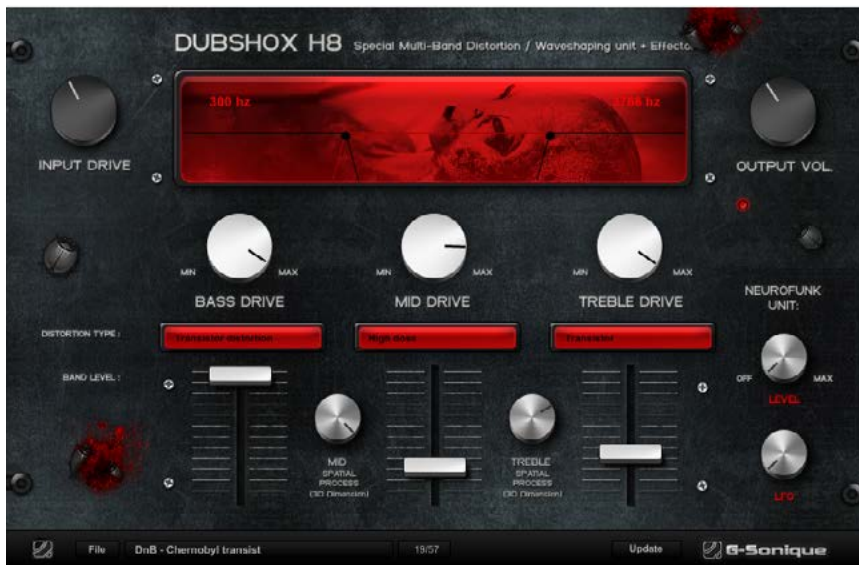 DUBSHOX H8 Special Multi-Band Distortion / Waveshaping unit + Effecto
300 hz
INPUT DRIVE
OUTPUT VOL.
MIN MAX MIN MAX MIN MAX
BASS DRIVE MID DRIVE TREBLE DRIVE
NEUROFUNK
UNIT:
DISTORTION TYPE :
Transistor distortion High dose Transistor
BAND LEVEL :
OFF MAX
LEVEL
MID
SPATIAL
PROCESS
(3D Dimension)
TREBLE
SPATIAL
PROCESS
(3D Dimension)
LFO
File DnB - Chernobyl transist 19/57 Update G-Sonique